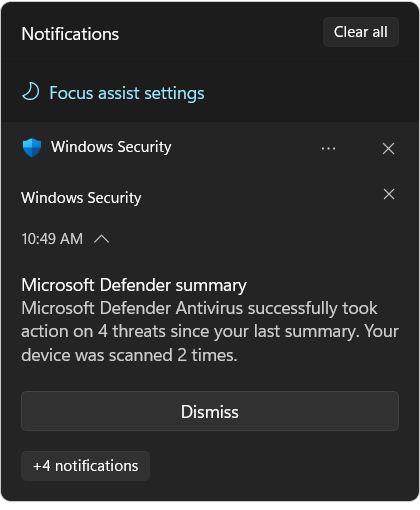 Notifications
Clear all
Focus assist settings
Windows Security
Windows Security
10:49 AM
Microsoft Defender summary
Microsoft Defender Antivirus successfully took
action on 4 threats since your last summary. Your
device was scanned 2 times.
Dismiss
+4 notifications